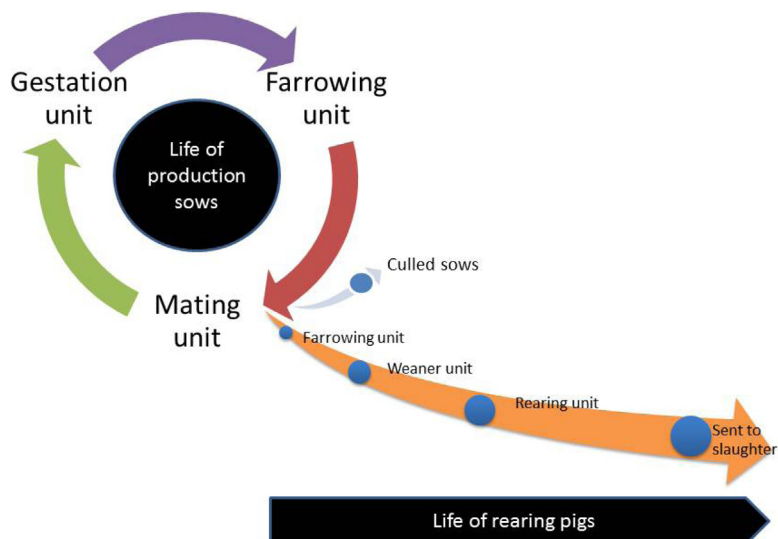 Gestation
unit
Farrowing
unit
Life of
production
sows
Mating
unit
Culled sows
Farrowing unit
Weaner unit
Rearing unit
Sent to
slaughter
Life of rearing pigs